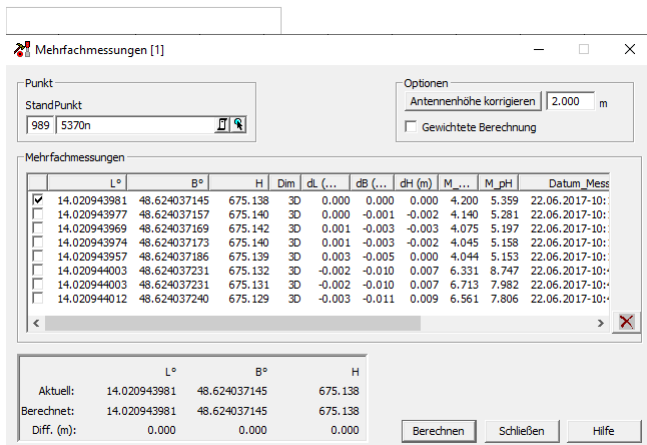 Mehrfachmessungen [1]
Punkt
StandPunkt
989 5370n
Optionen
Antennenhöhe korrigieren 2.000 m
Gewichtete Berechnung
Mehrfachmessungen
L° B° H Dim dL (... dB (... dH (m) M_... M_pH Datum_Mess
14.020943981 48.624037145 675.138 3D 0.000 0.000 0.000 4.200 5.359 22.06.2017-10:
14.020943977 48.624037157 675.140 3D 0.000 -0.001 -0.002 4.140 5.281 22.06.2017-10:
14.020943969 48.624037169 675.142 3D 0.001 -0.003 -0.003 4.075 5.197 22.06.2017-10:
14.020943974 48.624037173 675.140 3D 0.001 -0.003 -0.002 4.045 5.158 22.06.2017-10:
14.020943957 48.624037186 675.139 3D 0.003 -0.005 0.000 4.044 5.153 22.06.2017-10:
14.020944003 48.624037231 675.132 3D -0.002 -0.010 0.007 6.331 8.747 22.06.2017-10:4
14.020944003 48.624037231 675.131 3D -0.002 -0.010 0.007 6.713 7.982 22.06.2017-10:4
14.020944012 48.624037240 675.129 3D -0.003 -0.011 0.009 6.561 7.806 22.06.2017-10:4
L° B° H
Aktuell: 14.020943981 48.624037145 675.138
Berechnet: 14.020943981 48.624037145 675.138
Diff. (m): 0.000 0.000 0.000
Berechnen Schließen Hilfe